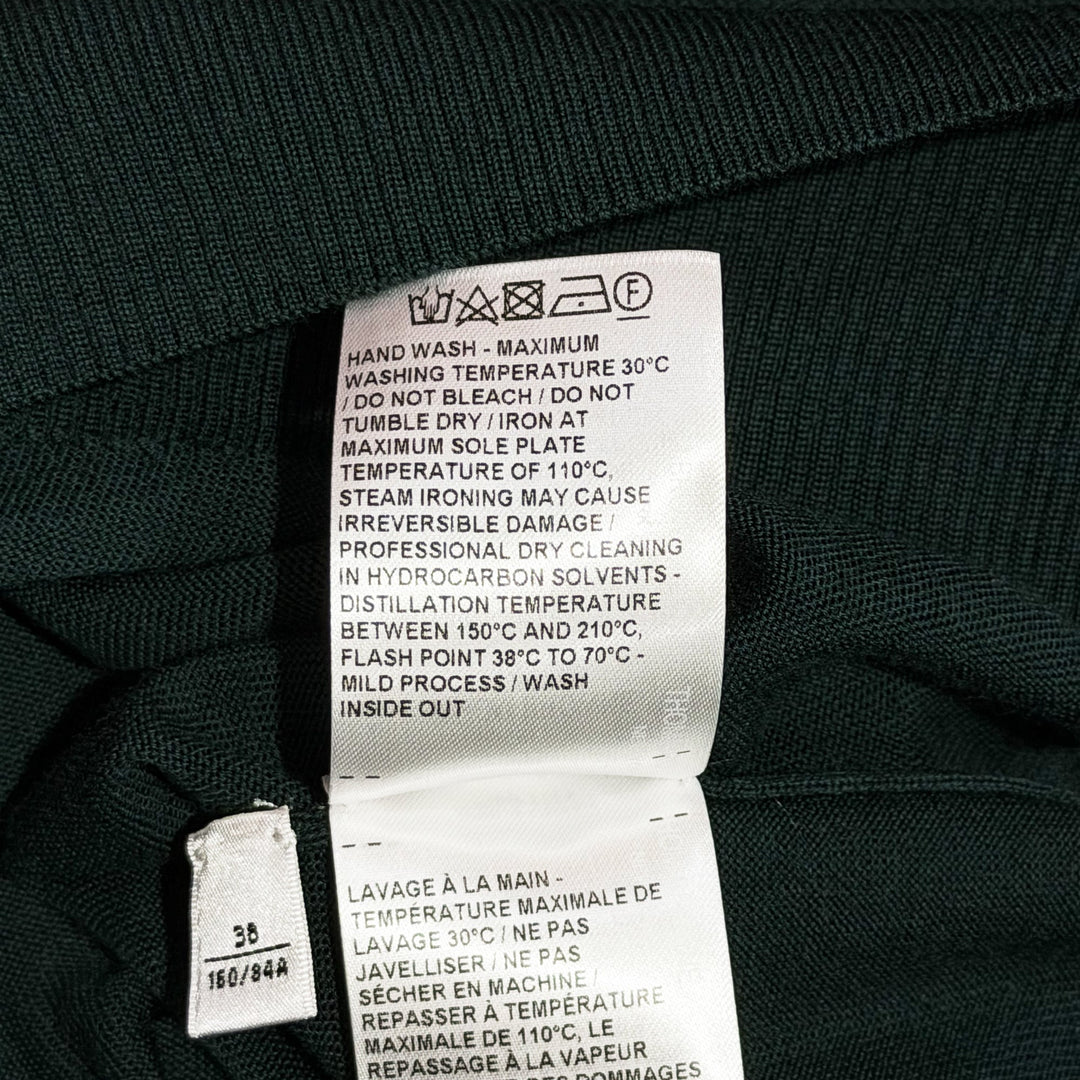 F
HAND WASH - MAXIMUM
WASHING TEMPERATURE 30°C
/ DO NOT BLEACH / DO NOT
TUMBLE DRY / IRON AT
MAXIMUM SOLE PLATE
TEMPERATURE OF 110°C,
STEAM IRONING MAY CAUSE
IRREVERSIBLE DAMAGE /
PROFESSIONAL DRY CLEANING
IN HYDROCARBON SOLVENTS -
DISTILLATION TEMPERATURE
BETWEEN 150°C AND 210°C,
FLASH POINT 38°C TO 70°C -
MILD PROCESS / WASH
INSIDE OUT
LAVAGE À LA MAIN -
TEMPÉRATURE MAXIMALE DE
LAVAGE 30°C / NE PAS
JAVELLISER / NE PAS
SÉCHER EN MACHINE /
REPASSER À TEMPÉRATURE
MAXIMALE DE 110°C, LE
REPASSAGE À LA VAPEUR
DES DOMMAGES
38
160/84A